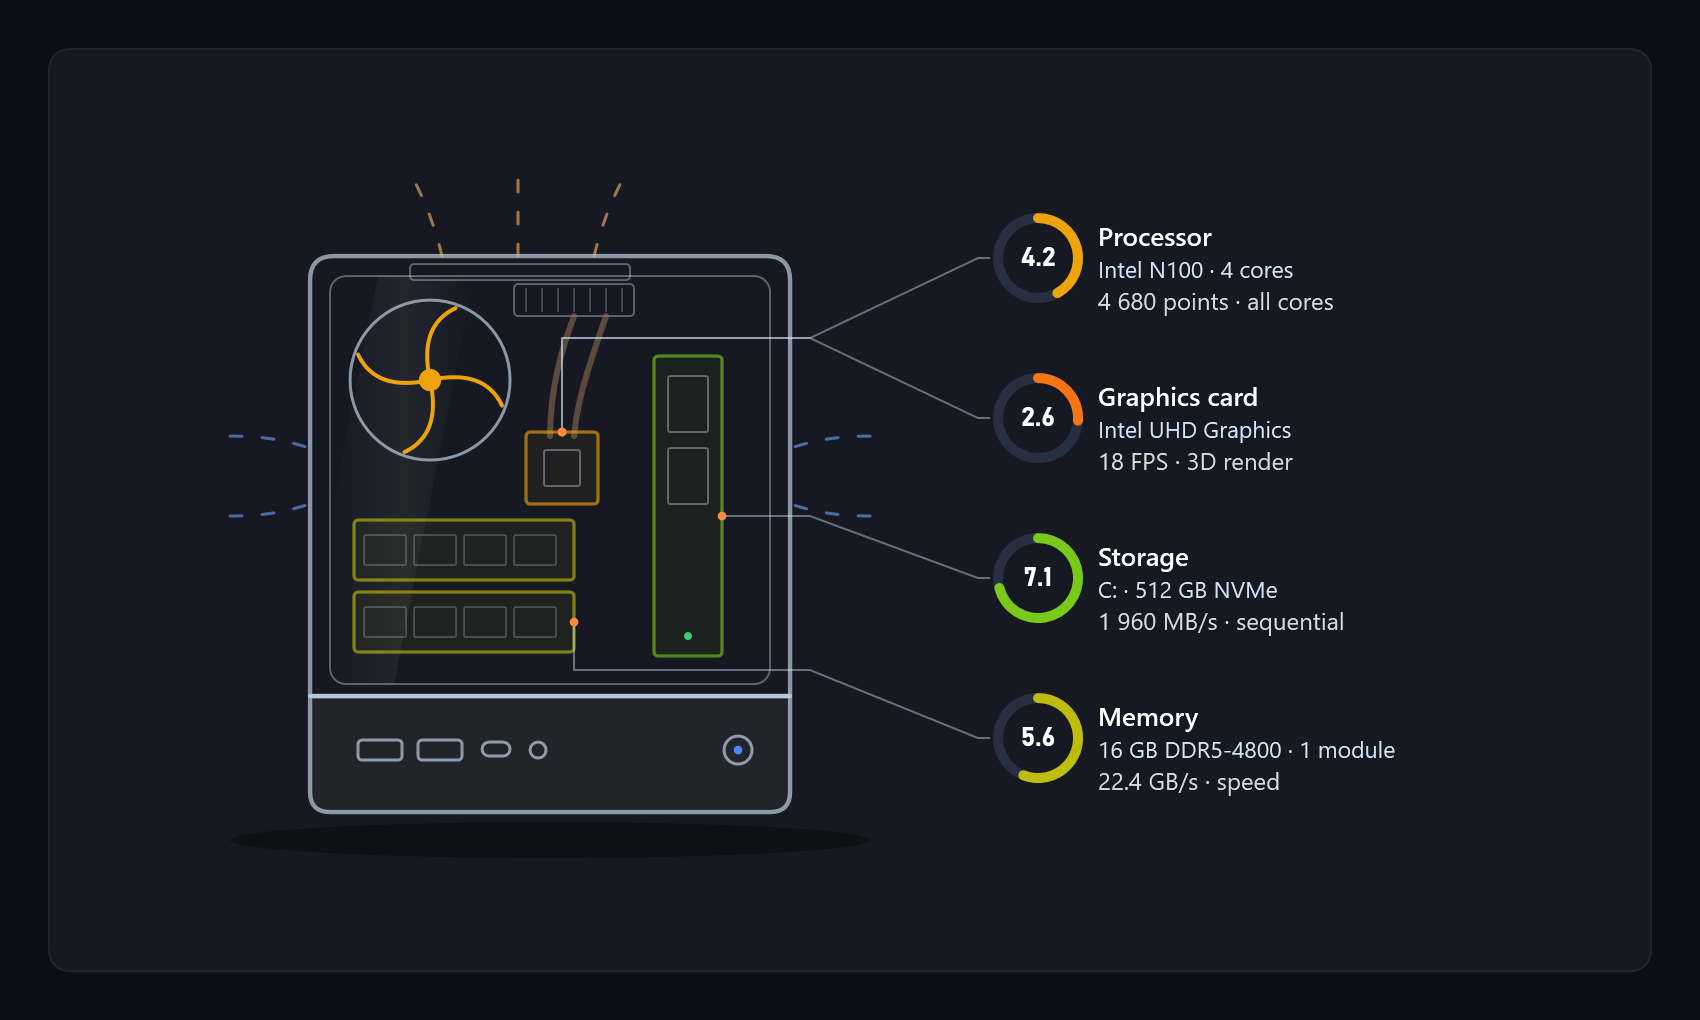 4.2
Processor
Intel N100 · 4 cores
4 680 points · all cores
2.6
Graphics card
Intel UHD Graphics
18 FPS · 3D render
7.1
Storage
C: · 512 GB NVMe
1 960 MB/s · sequential
5.6
Memory
16 GB DDR5-4800 · 1 module
22.4 GB/s · speed